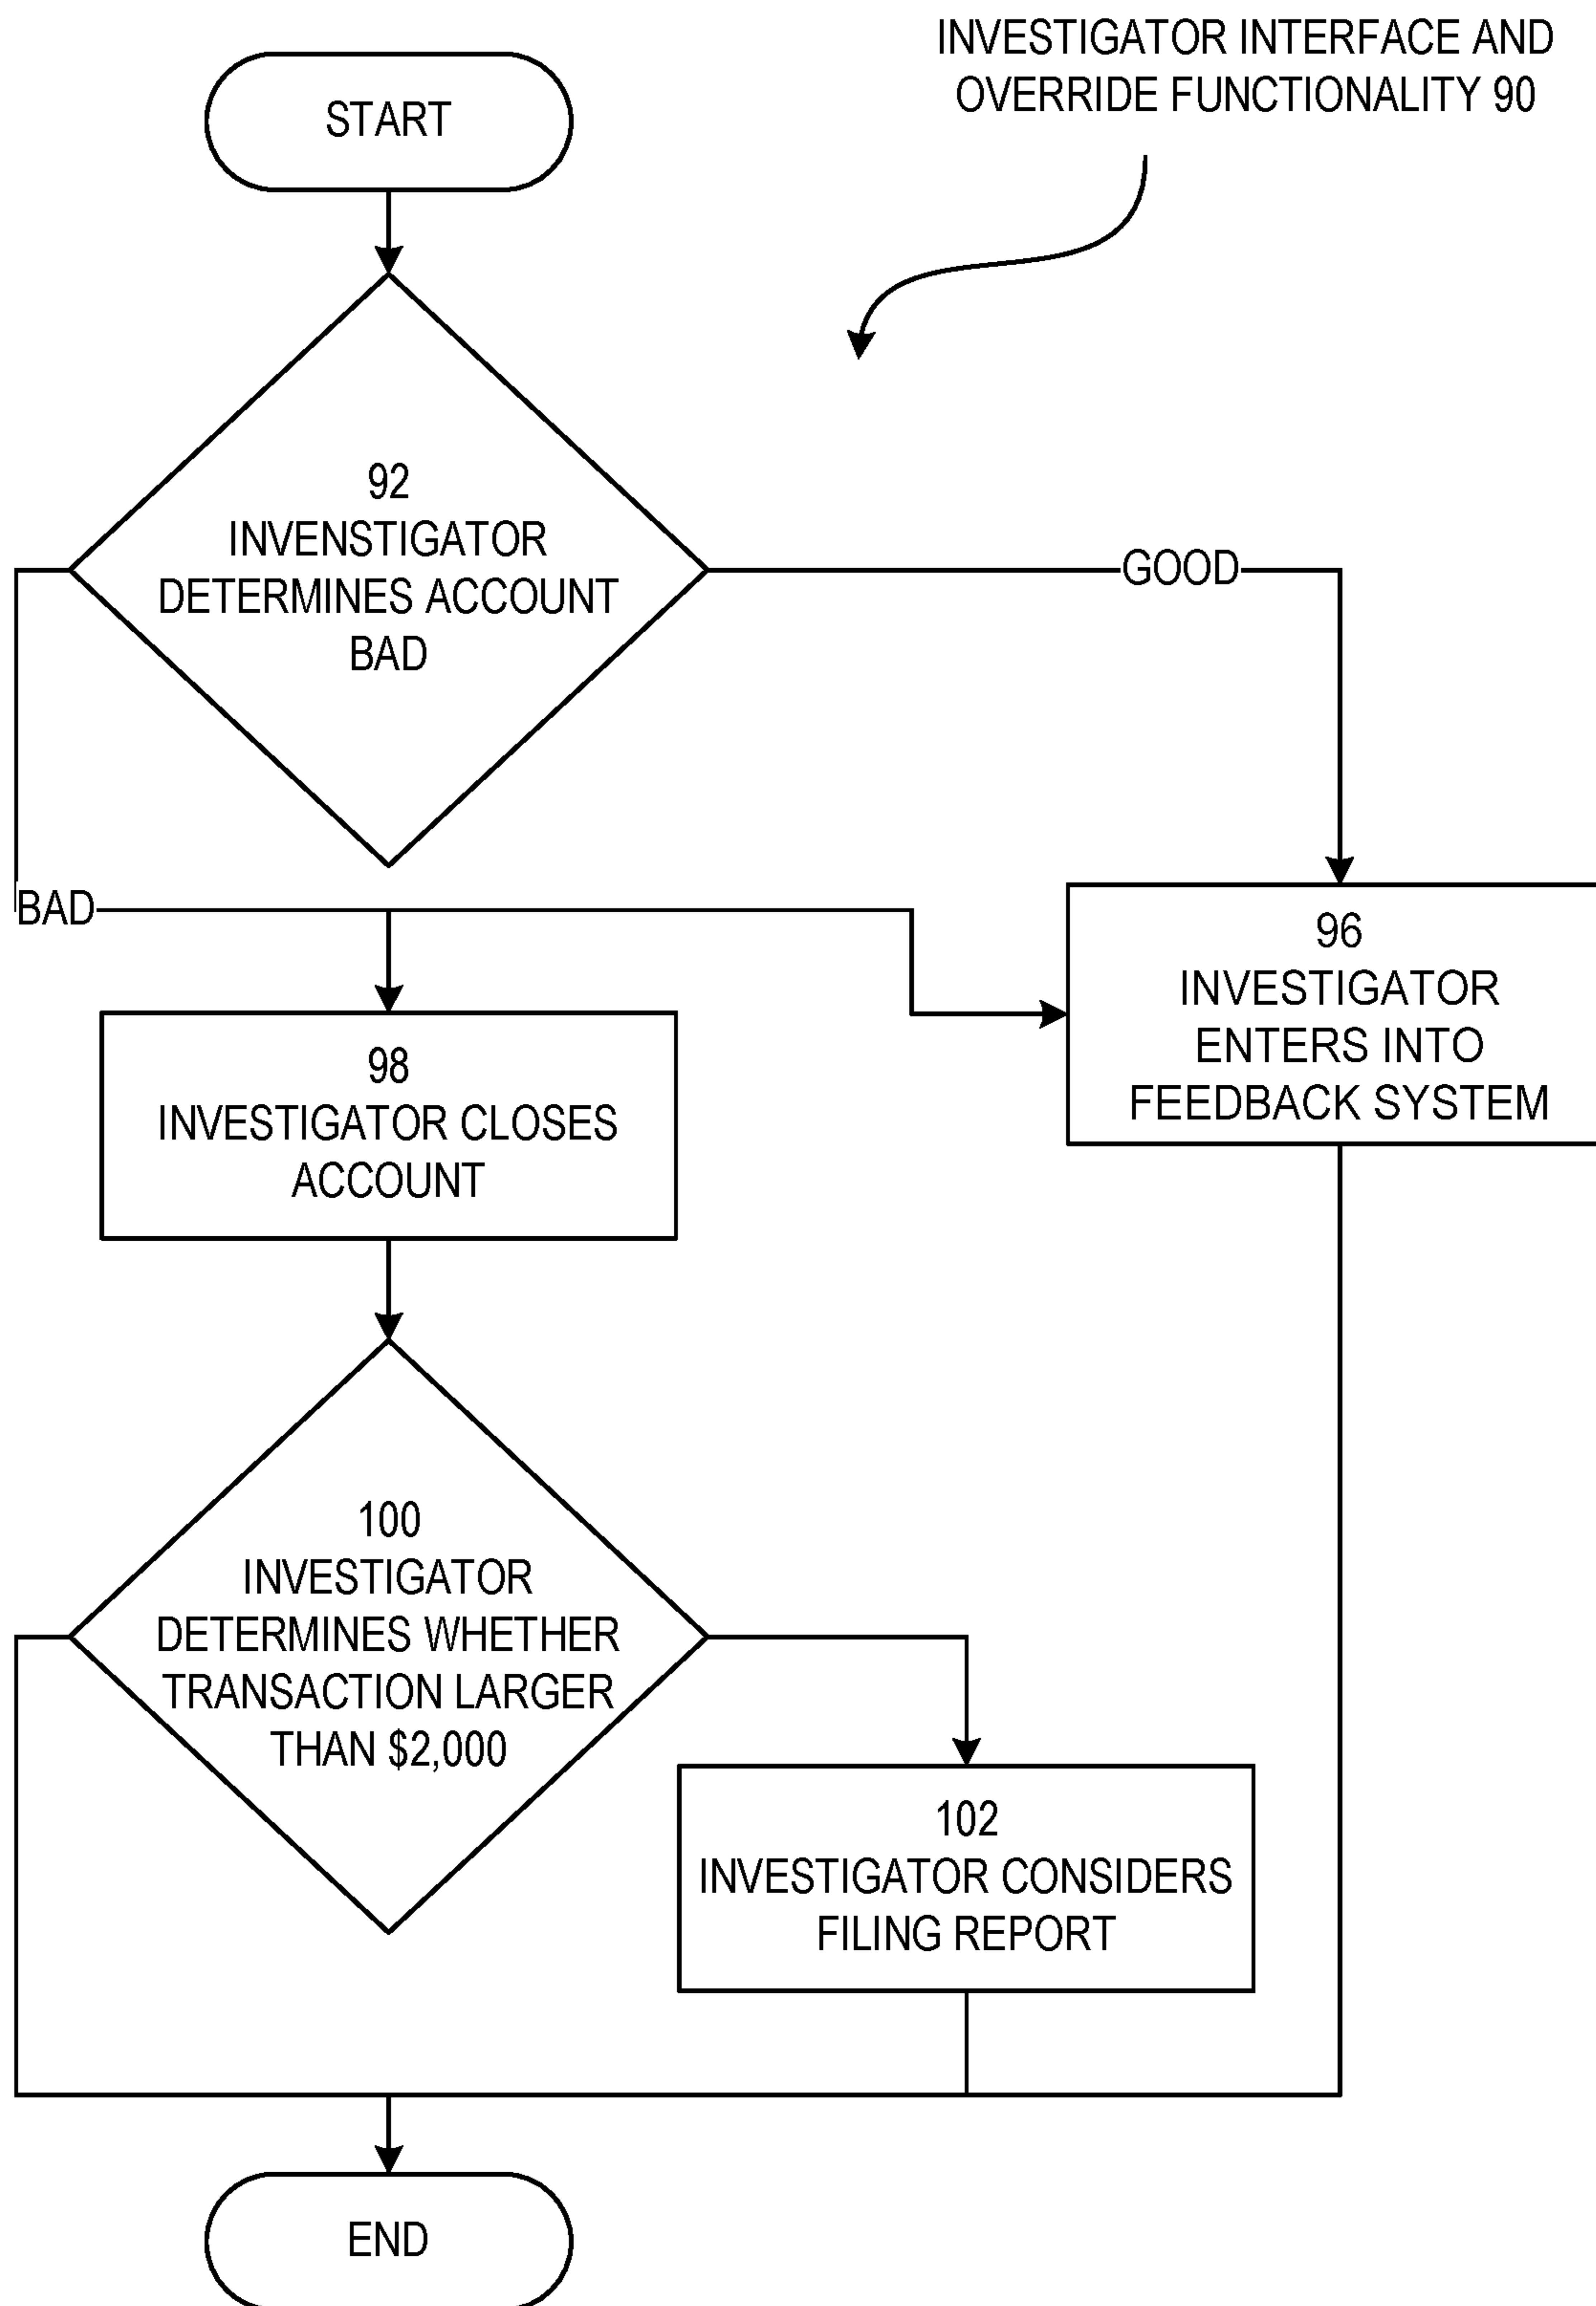 INVESTIGATOR INTERFACE AND
OVERRIDE FUNCTIONALITY 90
START
92
INVENSTIGATOR
DETERMINES ACCOUNT
BAD
GOOD
BAD
96
INVESTIGATOR
ENTERS INTO
FEEDBACK SYSTEM
98
INVESTIGATOR CLOSES
ACCOUNT
100
INVESTIGATOR
DETERMINES WHETHER
TRANSACTION LARGER
THAN $2,000
102
INVESTIGATOR CONSIDERS
FILING REPORT
END